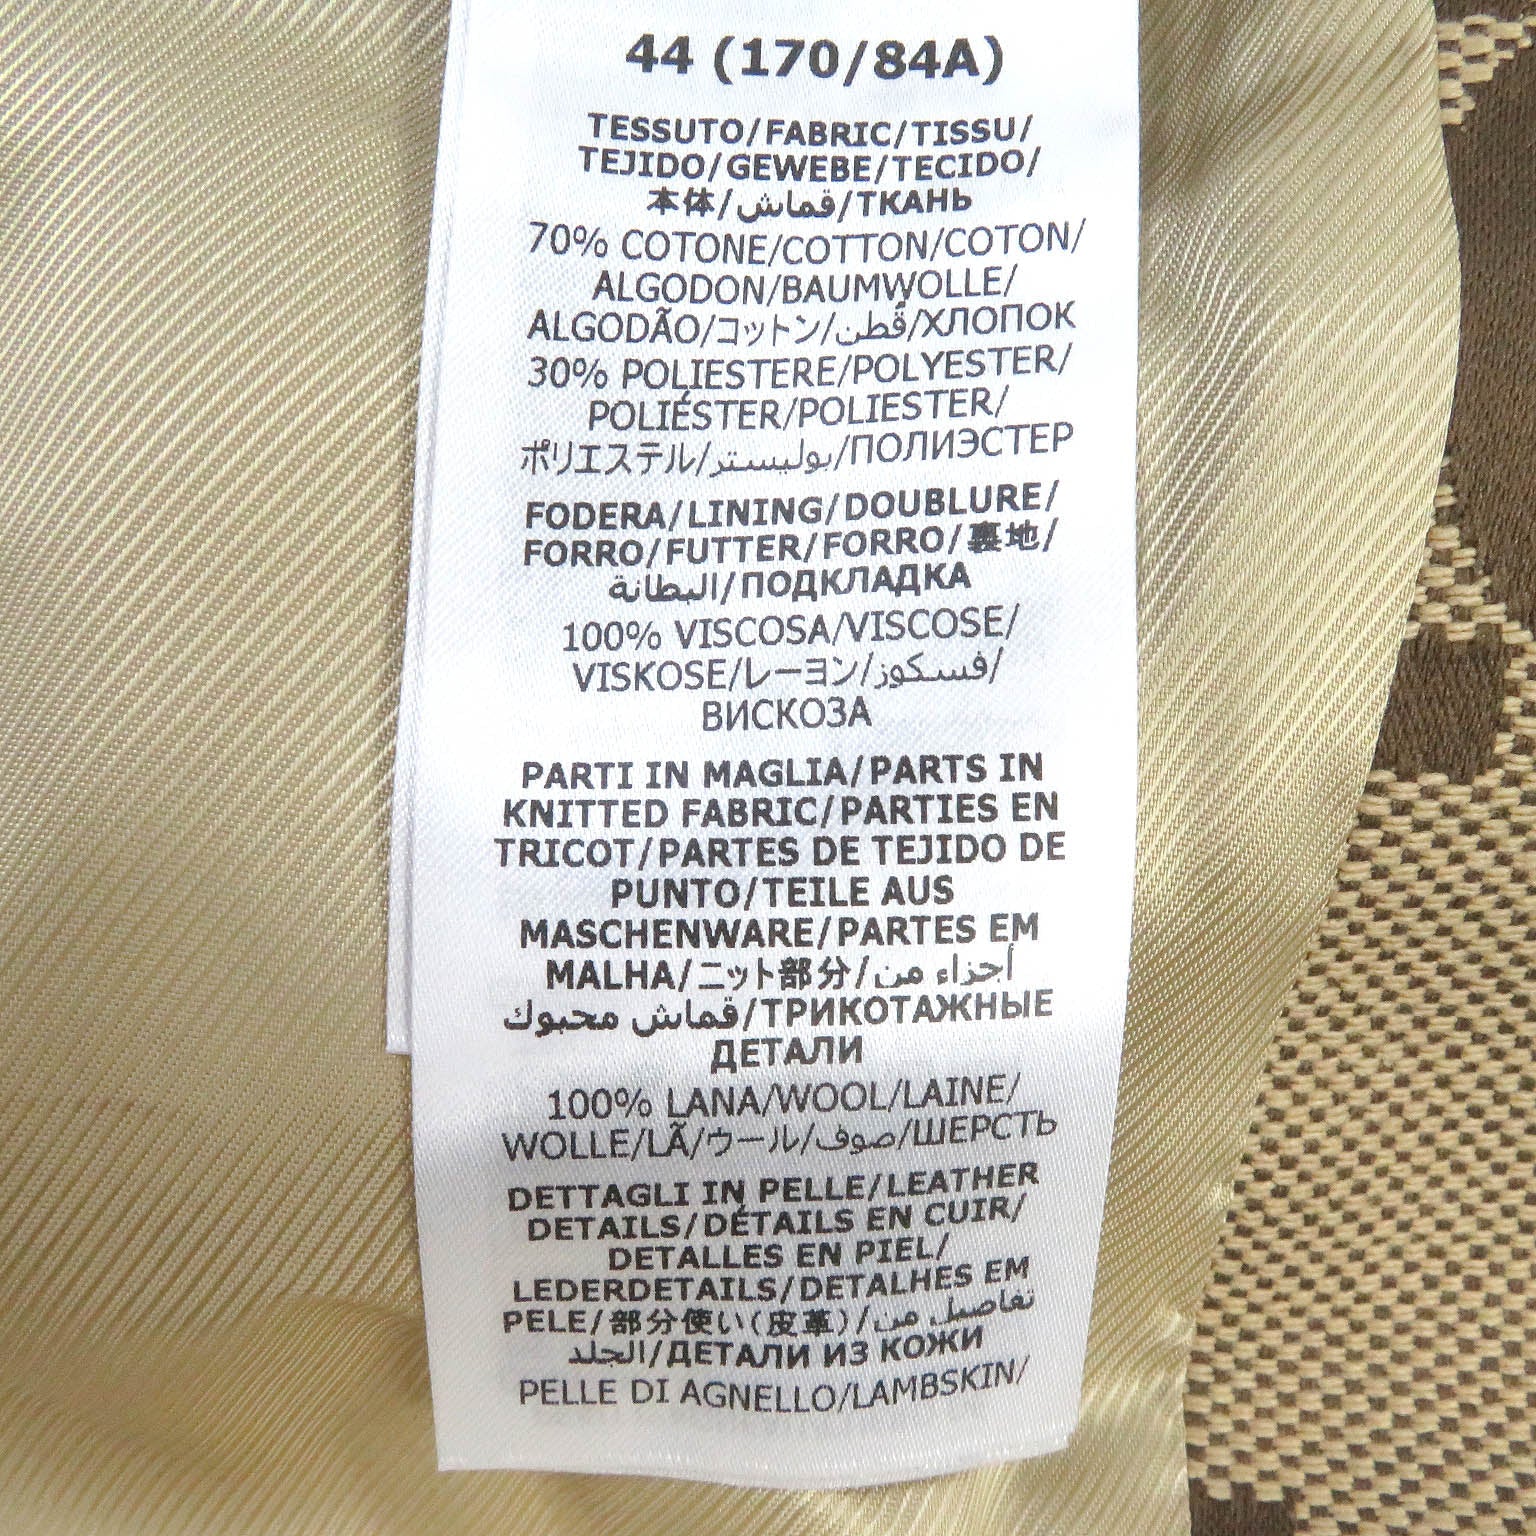 44 (170/84A)
TESSUTO/FABRIC/TISSU/
TEJIDO/GEWEBE/TECIDO/
本体/قماش/ТКАНЬ
70% COTONE/COTTON/COTON/
ALGODON/BAUMWOLLE/
ALGODÃO/コットン/قُطن/ХЛОПОК
30% POLIESTERE/POLYESTER/
POLIÉSTER/POLIESTER/
ポリエステル/بوليستر/ПОЛИЭСТЕР
FODERA/LINING/DOUBLURE/
FORRO/FUTTER/FORRO/裏地/
البطانة/ПОДКЛАДКА
100% VISCOSA/VISCOSE/
VISKOSE/レーヨン/فسكوز/
ВИСКОЗА
PARTI IN MAGLIA/PARTS IN
KNITTED FABRIC/PARTIES EN
TRICOT/PARTES DE TEJIDO DE
PUNTO/TEILE AUS
MASCHENWARE/PARTES EM
MALHA/ニット部分/أجزاء من
قماش محبوك/ТРИКОТАЖНЫЕ
ДЕТАЛИ
100% LANA/WOOL/LAINE/
WOLLE/LÃ/ウール/صوف/ШЕРСТЬ
DETTAGLI IN PELLE/LEATHER
DETAILS/DÉTAILS EN CUIR/
DETALLES EN PIEL/
LEDERDETAILS/DETALHES EM
PELE/部分使い(皮革)/تفاصيل من
الجلد/ДЕТАЛИ ИЗ КОЖИ
PELLE DI AGNELLO/LAMBSKIN/